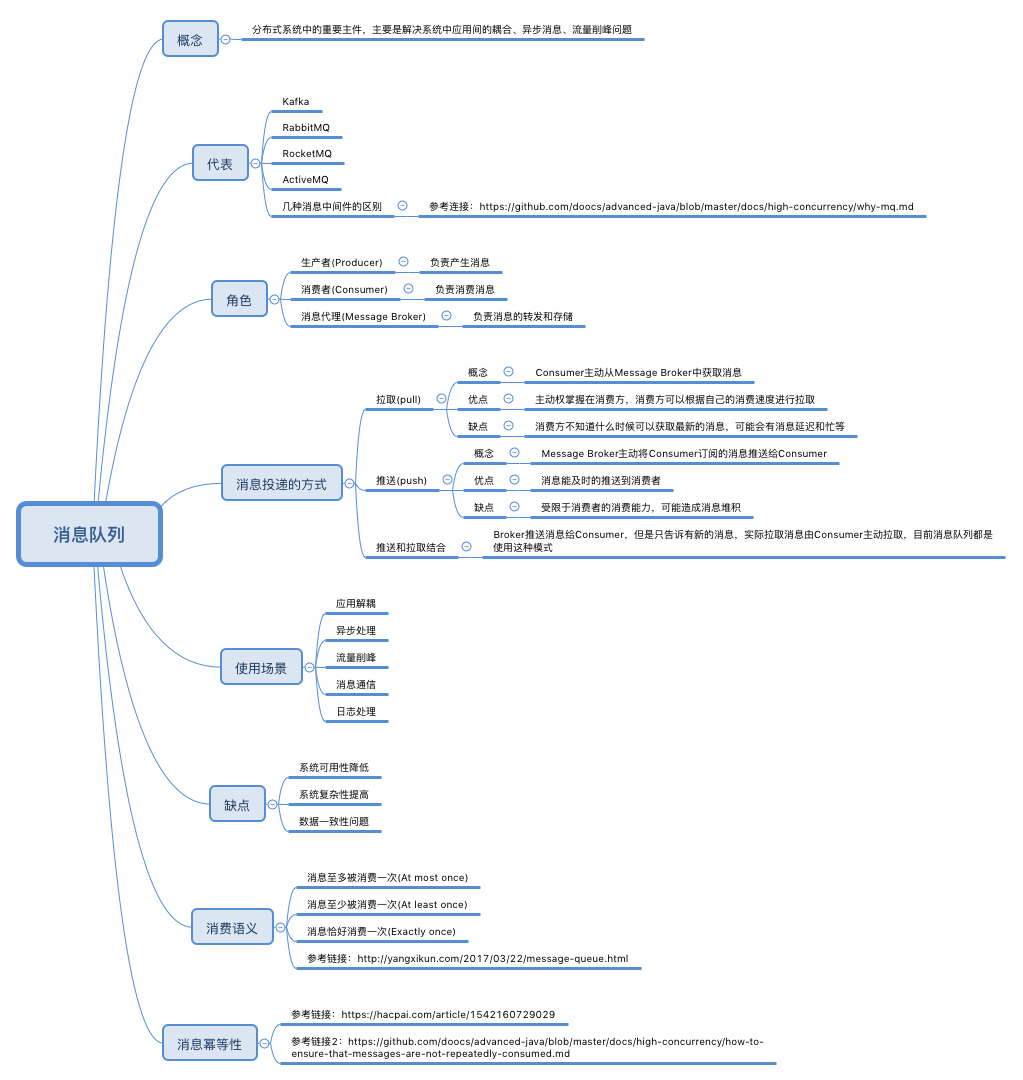 消息队列
概念
分布式系统中的重要主件，主要是解决系统中应用间的耦合、异步消息、流量削峰问题
代表
Kafka
RabbitMQ
RocketMQ
ActiveMQ
几种消息中间件的区别
参考连接：https://github.com/doocs/advanced-java/blob/master/docs/high-concurrency/why-mq.md
角色
生产者(Producer)
负责产生消息
消费者(Consumer)
负责消费消息
消息代理(Message Broker)
负责消息的转发和存储
消息投递的方式
拉取(pull)
概念
Consumer主动从Message Broker中获取消息
优点
主动权掌握在消费方，消费方可以根据自己的消费速度进行拉取
缺点
消费方不知道什么时候可以获取最新的消息，可能会有消息延迟和忙等
推送(push)
概念
Message Broker主动将Consumer订阅的消息推送给Consumer
优点
消息能及时的推送到消费者
缺点
受限于消费者的消费能力，可能造成消息堆积
推送和拉取结合
Broker推送消息给Consumer，但是只告诉有新的消息，实际拉取消息由Consumer主动拉取，目前消息队列都是
使用这种模式
使用场景
应用解耦
异步处理
流量削峰
消息通信
日志处理
缺点
系统可用性降低
系统复杂性提高
数据一致性问题
消费语义
消息至多被消费一次(At most once)
消息至少被消费一次(At least once)
消息恰好消费一次(Exactly once)
参考链接：http://yangxikun.com/2017/03/22/message-queue.html
消息幂等性
参考链接：https://hacpai.com/article/1542160729029
参考链接2：https://github.com/doocs/advanced-java/blob/master/docs/high-concurrency/how-to-
ensure-that-messages-are-not-repeatedly-consumed.md